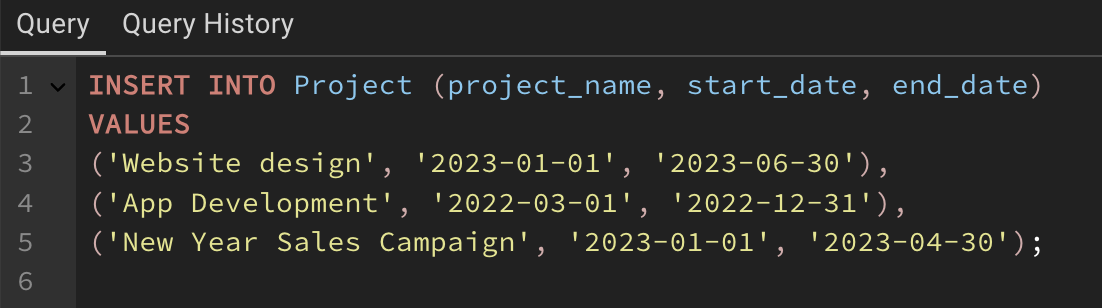 Query Query History
1 INSERT INTO Project (project_name, start_date, end_date)
2 VALUES
3 ('Website design', '2023-01-01', '2023-06-30'),
4 ('App Development', '2022-03-01', '2022-12-31'),
5 ('New Year Sales Campaign', '2023-01-01', '2023-04-30');
6